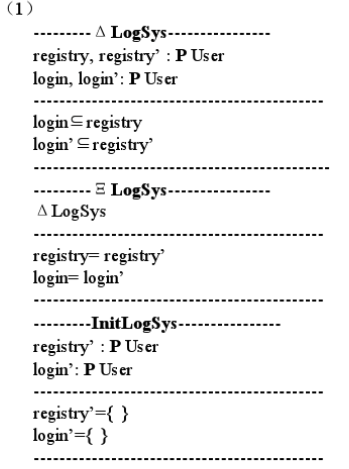 （1）
--------- Δ LogSys----------------
registry, registry’ : P User
login, login’: P User
---------------------------------------------
login⊆registry
login’ ⊆registry’
----------------------------------------------
--------- Ξ LogSys----------------
Δ LogSys
---------------------------------------------
registry= registry’
login= login’
---------------------------------------------
---------InitLogSys----------------
registry’ : P User
login’: P User
---------------------------------------------
registry’={ }
login’={ }
---------------------------------------------